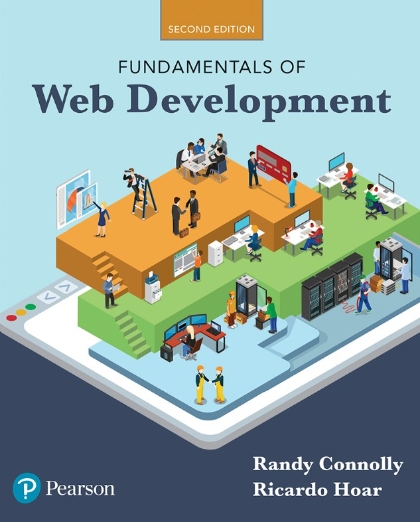 SECOND EDITION
FUNDAMENTALS OF
Web Development
Randy Connolly
Ricardo Hoar
P Pearson